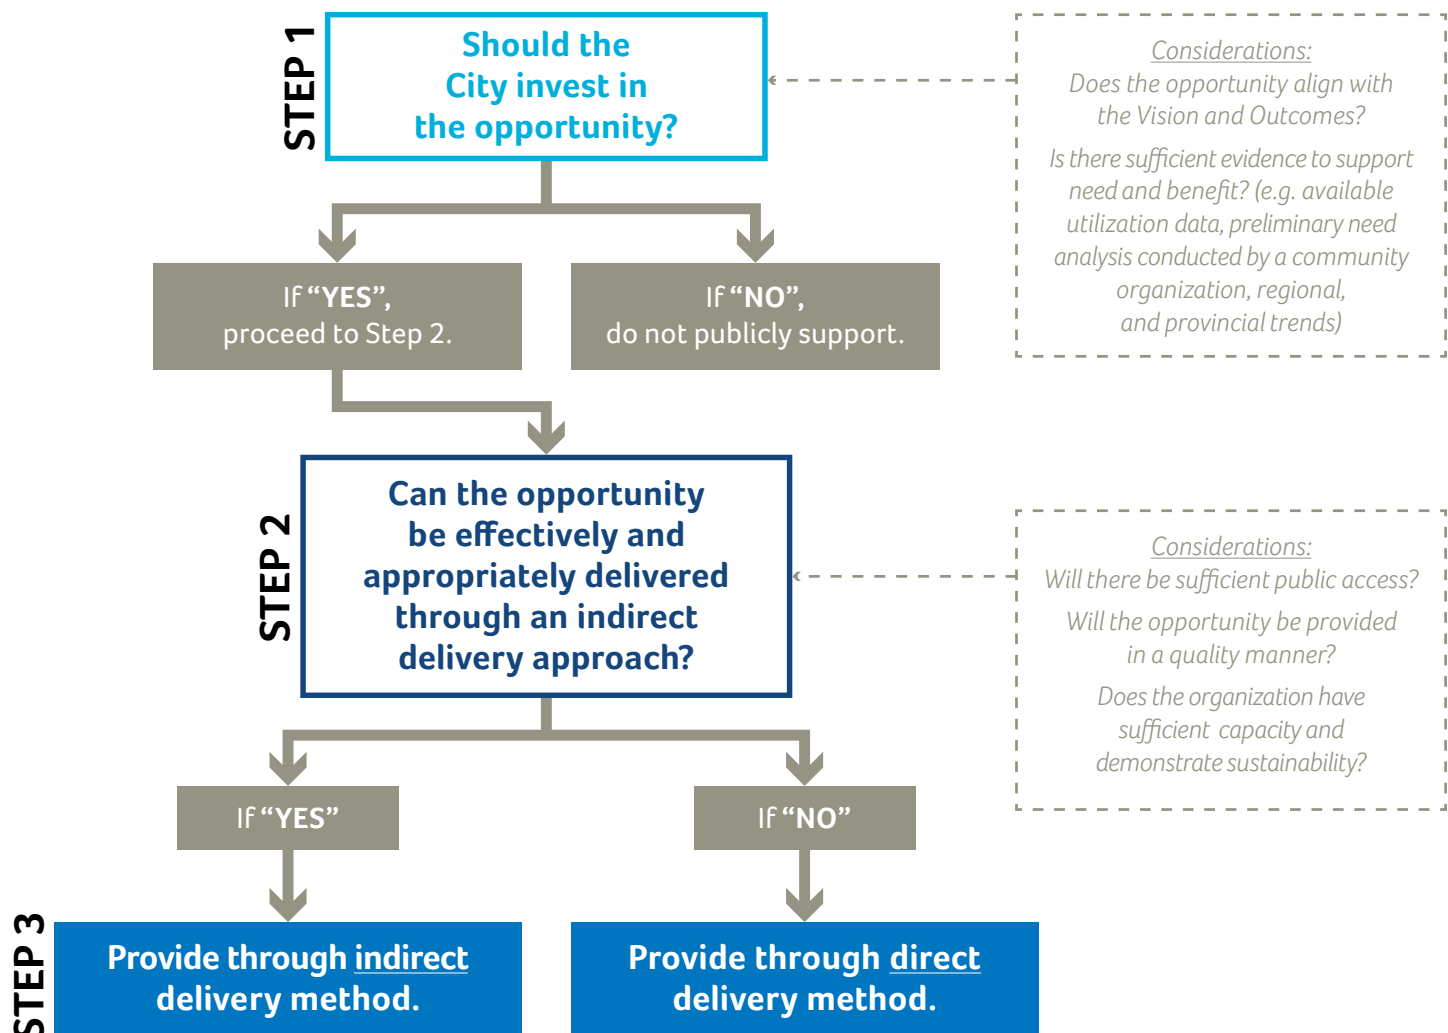 STEP 1
Should the
City invest in
the opportunity?
Considerations:
Does the opportunity align with
the Vision and Outcomes?
Is there sufficient evidence to support
need and benefit? (e.g. available
utilization data, preliminary need
analysis conducted by a community
organization, regional,
and provincial trends)
If “YES”,
proceed to Step 2.
If “NO”,
do not publicly support.
STEP 2
Can the opportunity
be effectively and
appropriately delivered
through an indirect
delivery approach?
Considerations:
Will there be sufficient public access?
Will the opportunity be provided
in a quality manner?
Does the organization have
sufficient capacity and
demonstrate sustainability?
If “YES”
If “NO”
STEP 3
Provide through indirect
delivery method.
Provide through direct
delivery method.